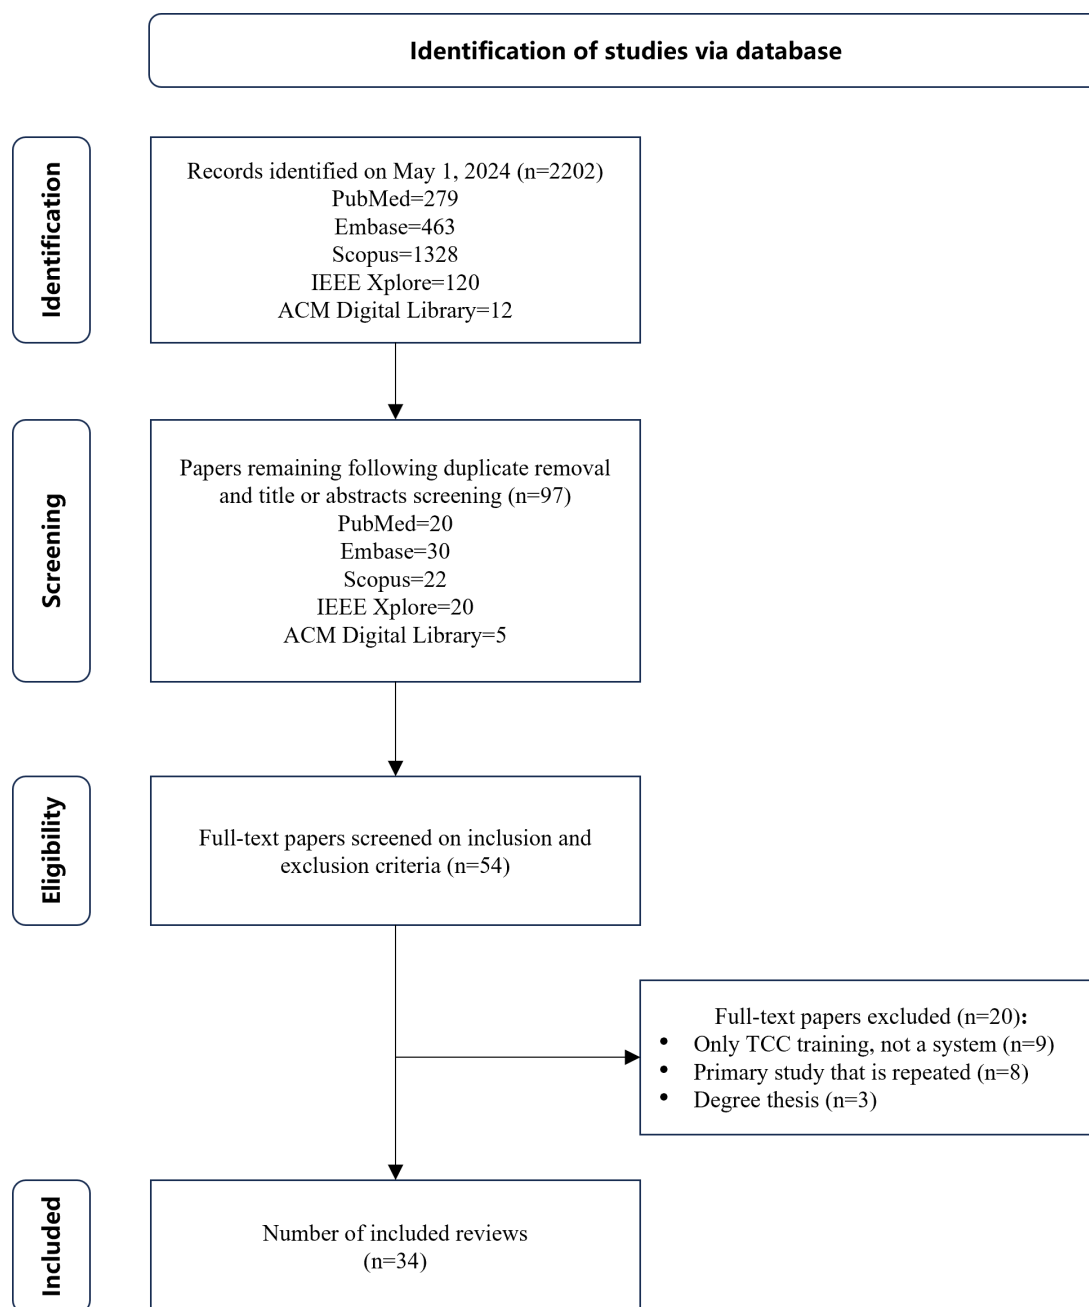 Identification of studies via database
Identification
Records identified on May 1, 2024 (n=2202)
PubMed=279
Embase=463
Scopus=1328
IEEE Xplore=120
ACM Digital Library=12
Screening
Papers remaining following duplicate removal
and title or abstracts screening (n=97)
PubMed=20
Embase=30
Scopus=22
IEEE Xplore=20
ACM Digital Library=5
Eligibility
Full-text papers screened on inclusion and
exclusion criteria (n=54)
Full-text papers excluded (n=20):
• Only TCC training, not a system (n=9)
• Primary study that is repeated (n=8)
• Degree thesis (n=3)
Included
Number of included reviews
(n=34)